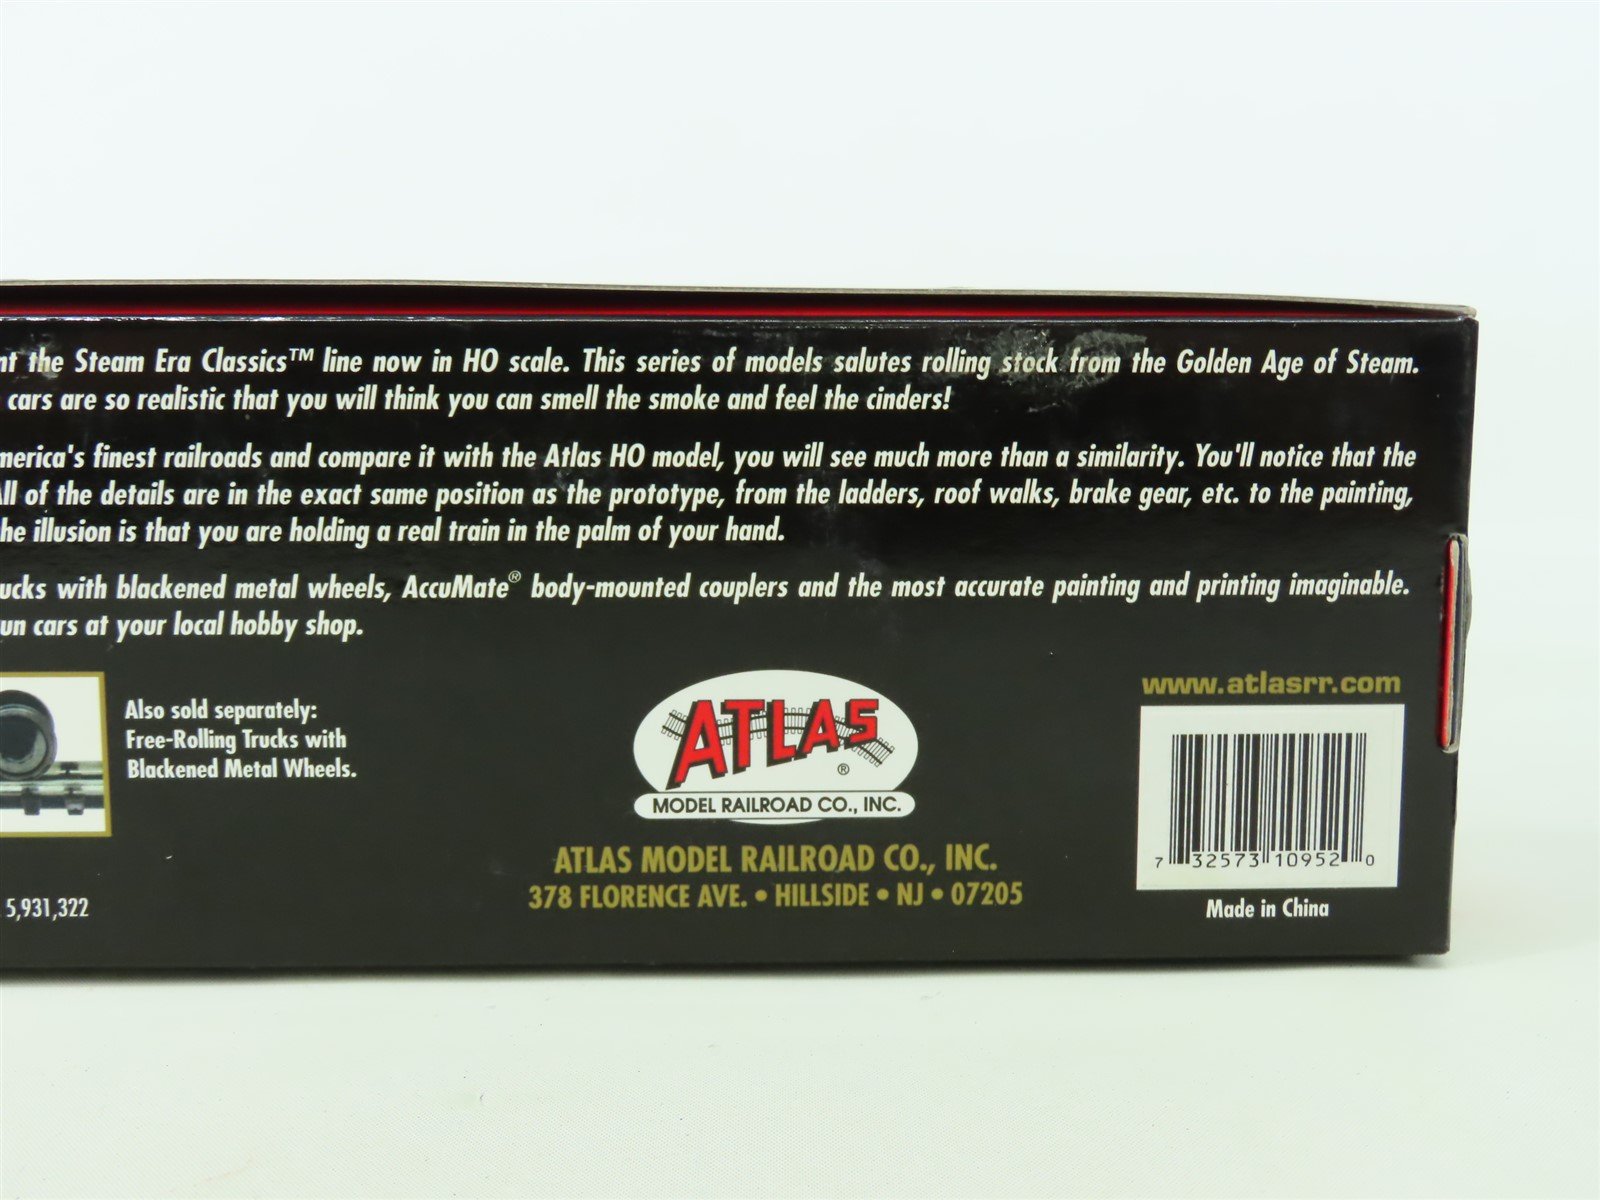 the Steam Era Classics™ line now in HO scale. This series of models salutes rolling stock from the Golden Age of Steam.
cars are so realistic that you will think you can smell the smoke and feel the cinders!
merica's finest railroads and compare it with the Atlas HO model, you will see much more than a similarity. You'll notice that the
ll of the details are in the exact same position as the prototype, from the ladders, roof walks, brake gear, etc. to the painting,
he illusion is that you are holding a real train in the palm of your hand.
ucks with blackened metal wheels, AccuMate® body-mounted couplers and the most accurate painting and printing imaginable.
un cars at your local hobby shop.
Also sold separately:
Free-Rolling Trucks with
Blackened Metal Wheels.
5,931,322
ATLAS®
MODEL RAILROAD CO., INC.
ATLAS MODEL RAILROAD CO., INC.
378 FLORENCE AVE. • HILLSIDE • NJ • 07205
www.atlasrr.com
7 32573 10952 0
Made in China